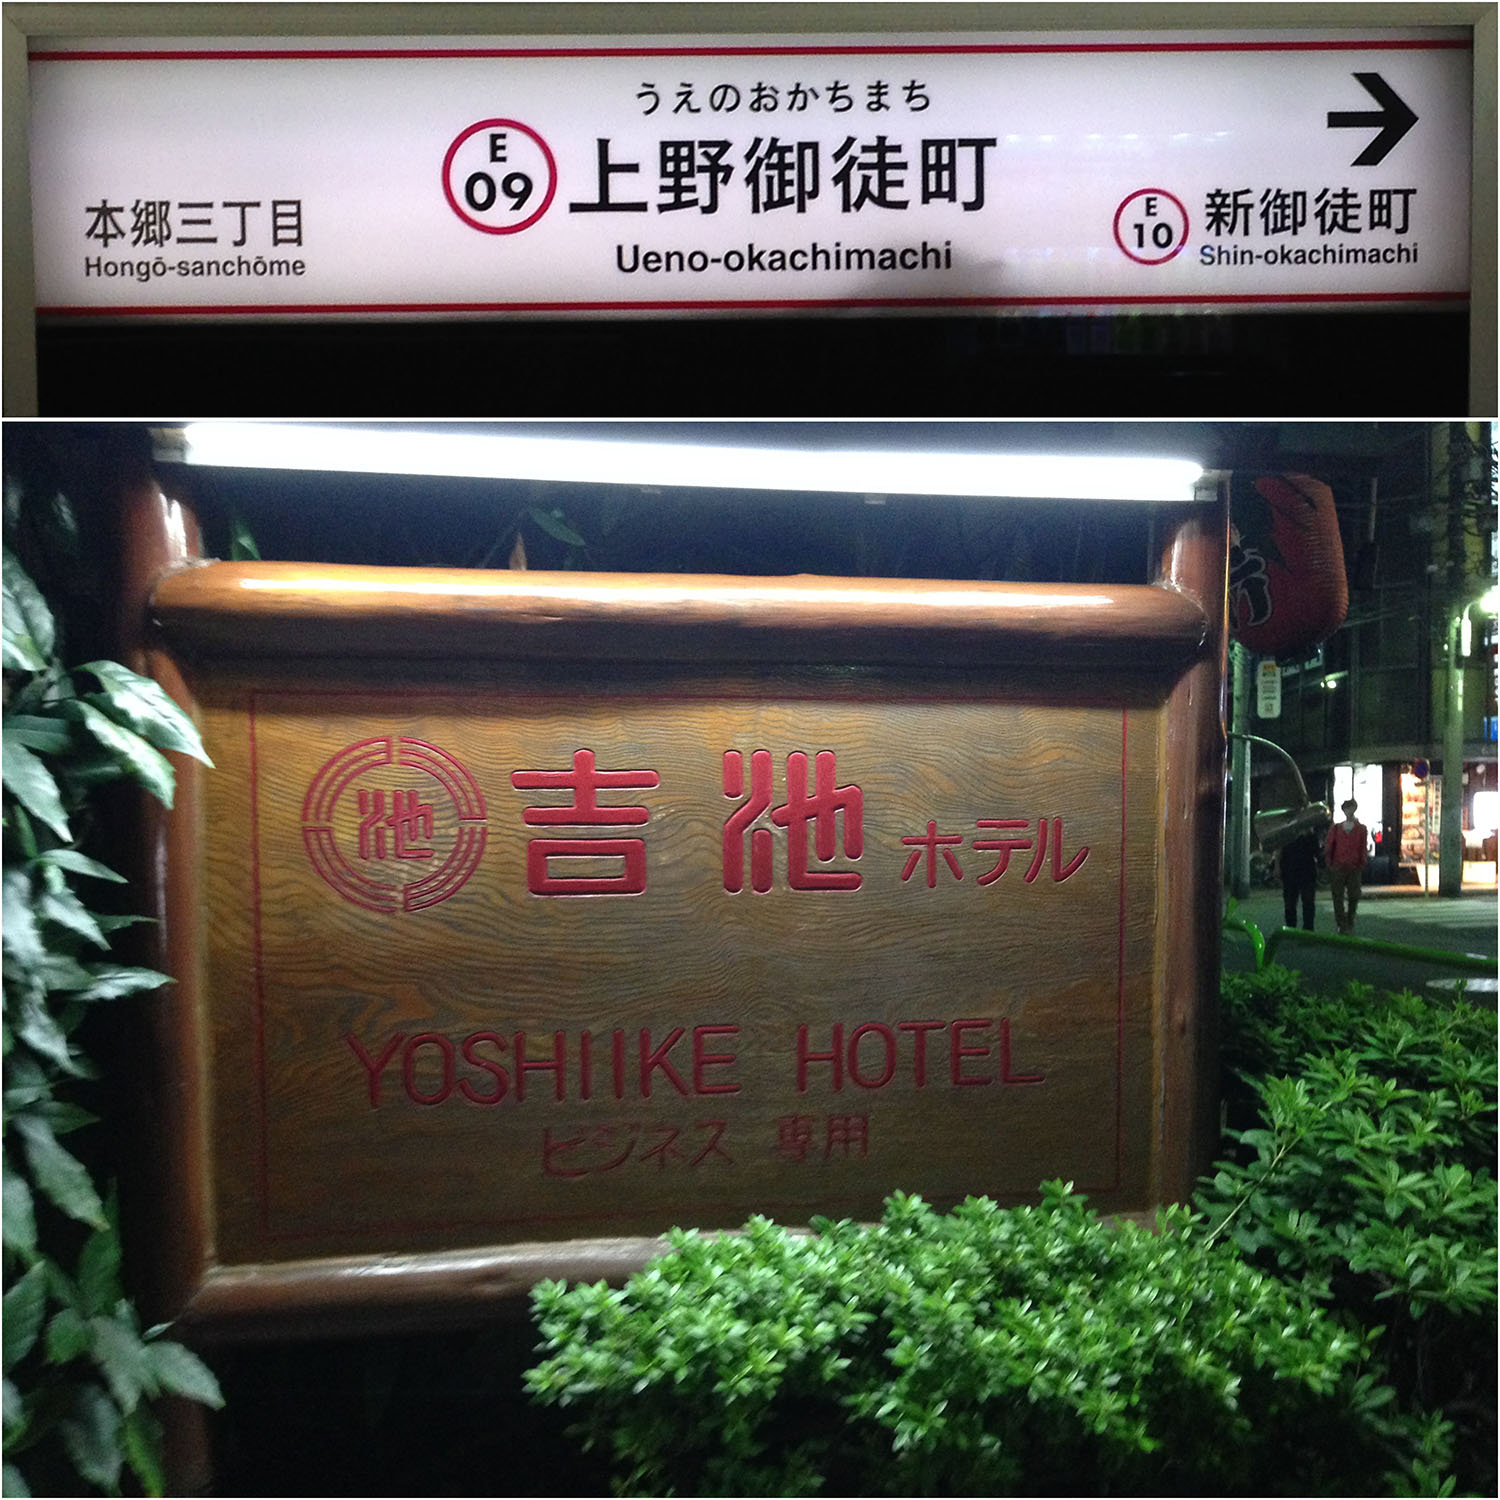 うえのおかちまち
E
09
上野御徒町
Ueno-okachimachi
本郷三丁目
Hongō-sanchōme
E
10
新御徒町
Shin-okachimachi
池
吉池ホテル
YOSHIIKE HOTEL
ビジネス 専用